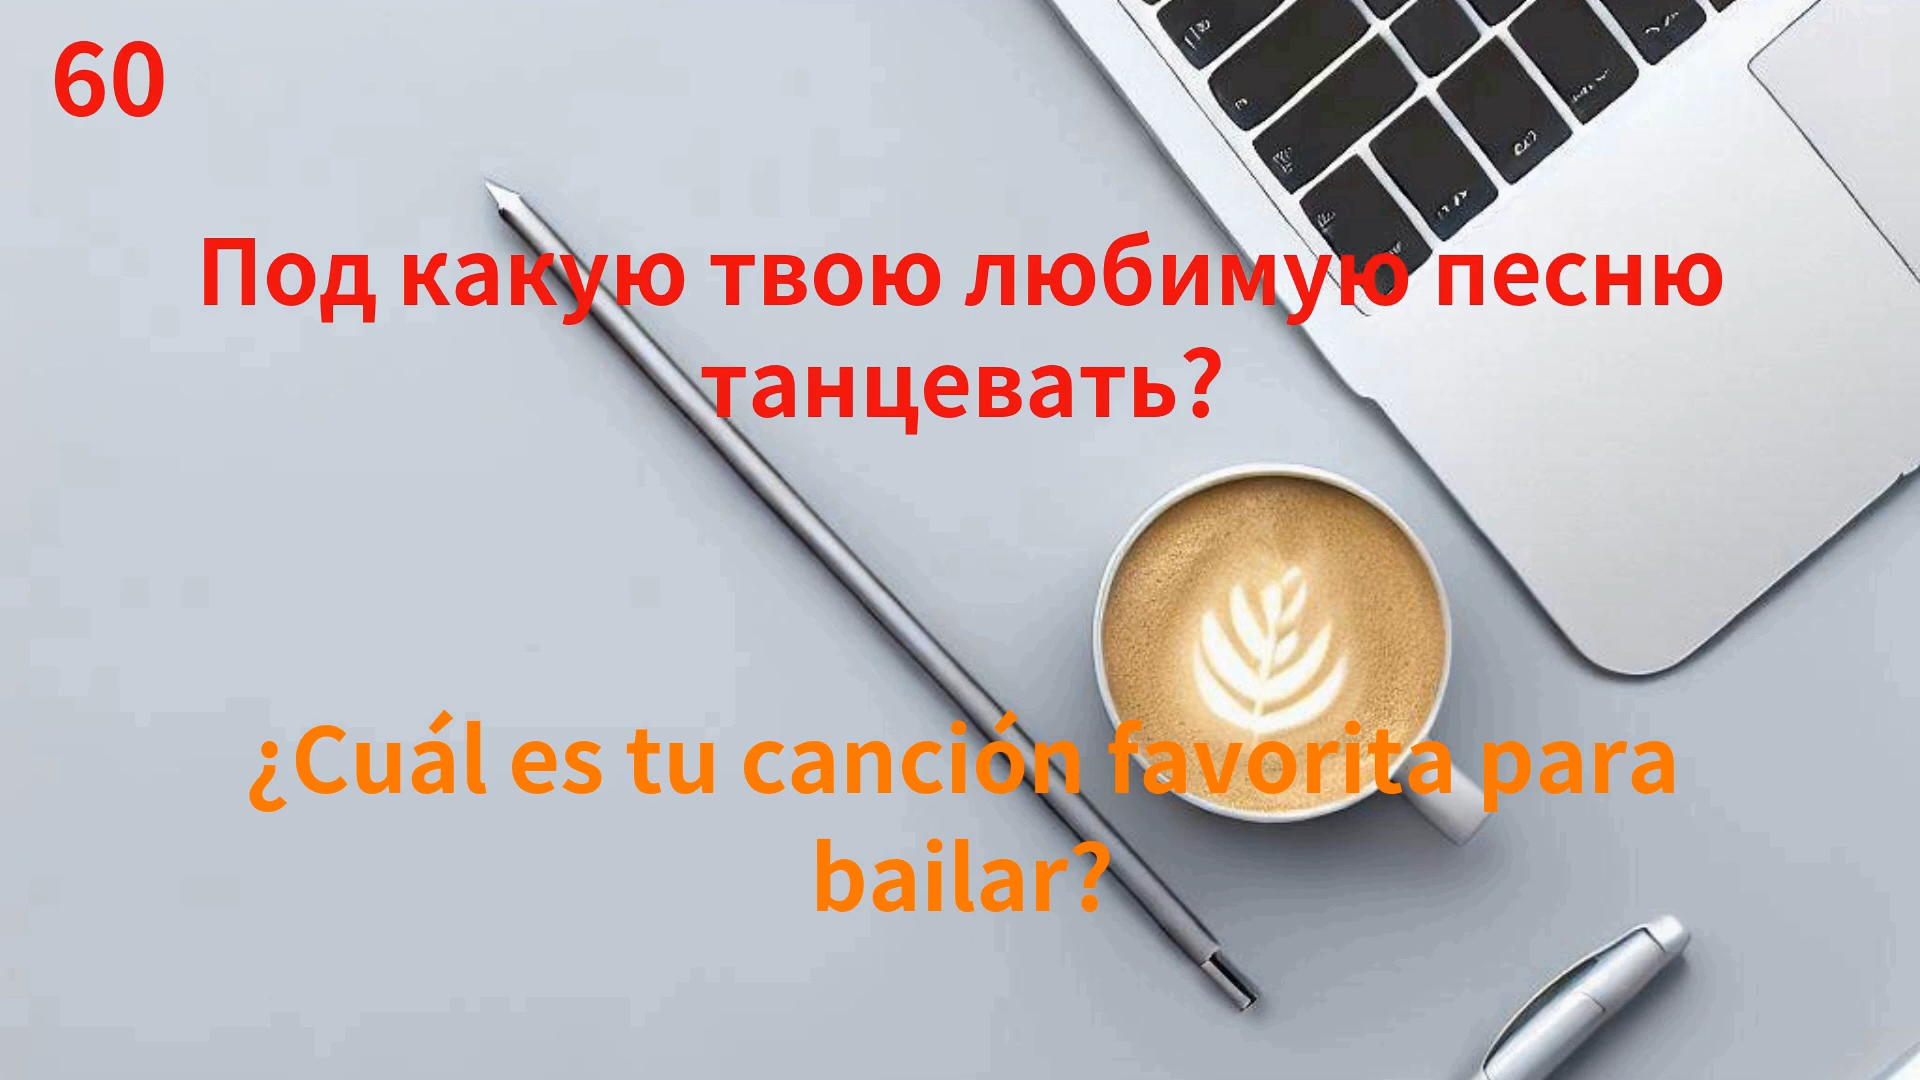 60
Под какую твою любимую песню
танцевать?
¿Cuál es tu canción favorita para
bailar?